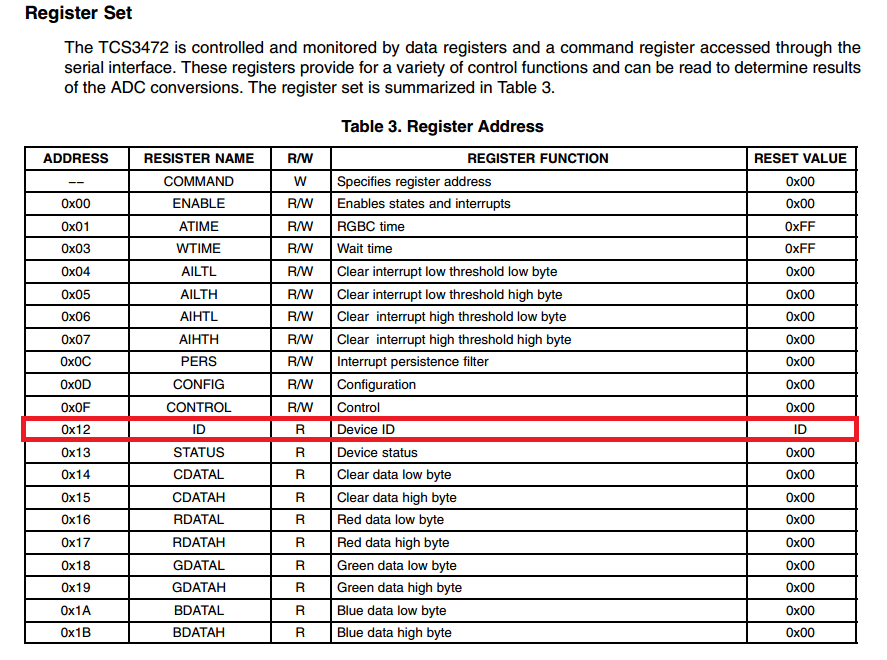 Register Set
The TCS3472 is controlled and monitored by data registers and a command register accessed through the
serial interface. These registers provide for a variety of control functions and can be read to determine results
of the ADC conversions. The register set is summarized in Table 3.
Table 3. Register Address
ADDRESS RESISTER NAME R/W REGISTER FUNCTION RESET VALUE
−− COMMAND W Specifies register address 0x00
0x00 ENABLE R/W Enables states and interrupts 0x00
0x01 ATIME R/W RGBC time 0xFF
0x03 WTIME R/W Wait time 0xFF
0x04 AILTL R/W Clear interrupt low threshold low byte 0x00
0x05 AILTH R/W Clear interrupt low threshold high byte 0x00
0x06 AIHTL R/W Clear interrupt high threshold low byte 0x00
0x07 AIHTH R/W Clear interrupt high threshold high byte 0x00
0x0C PERS R/W Interrupt persistence filter 0x00
0x0D CONFIG R/W Configuration 0x00
0x0F CONTROL R/W Control 0x00
0x12 ID R Device ID ID
0x13 STATUS R Device status 0x00
0x14 CDATAL R Clear data low byte 0x00
0x15 CDATAH R Clear data high byte 0x00
0x16 RDATAL R Red data low byte 0x00
0x17 RDATAH R Red data high byte 0x00
0x18 GDATAL R Green data low byte 0x00
0x19 GDATAH R Green data high byte 0x00
0x1A BDATAL R Blue data low byte 0x00
0x1B BDATAH R Blue data high byte 0x00